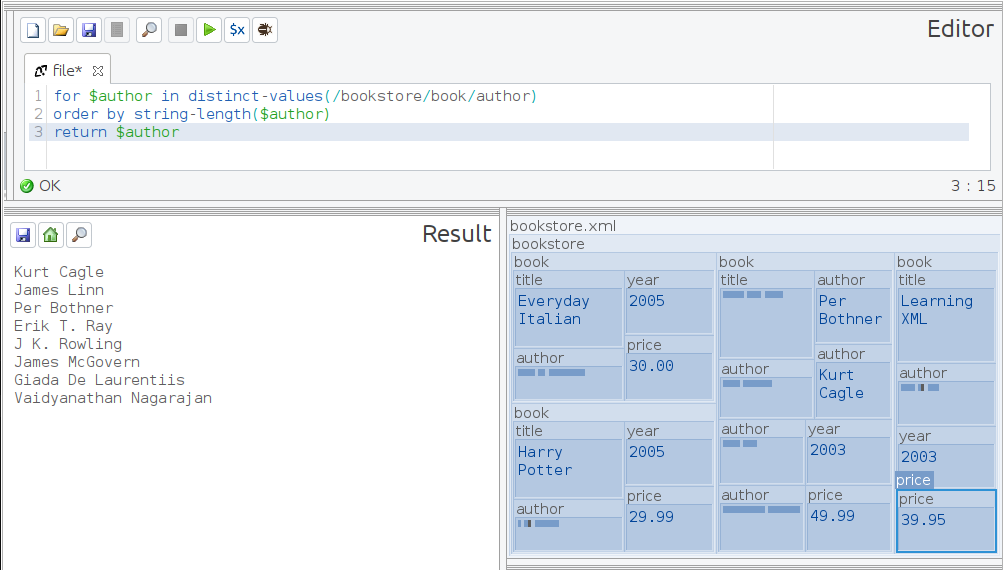 $x
Editor
file*
1 for $author in distinct-values(/bookstore/book/author)
2 order by string-length($author)
3 return $author
OK
3 : 15
Result
Kurt Cagle
James Linn
Per Bothner
Erik T. Ray
J K. Rowling
James McGovern
Giada De Laurentiis
Vaidyanathan Nagarajan
bookstore.xml
bookstore
book
title
Everyday
Italian
year
2005
author
price
30.00
book
title
Harry
Potter
year
2005
author
price
29.99
book
title
author
Per
Bothner
author
author
Kurt
Cagle
author
year
2003
author
price
49.99
book
title
Learning
XML
author
year
2003
price
price
39.95